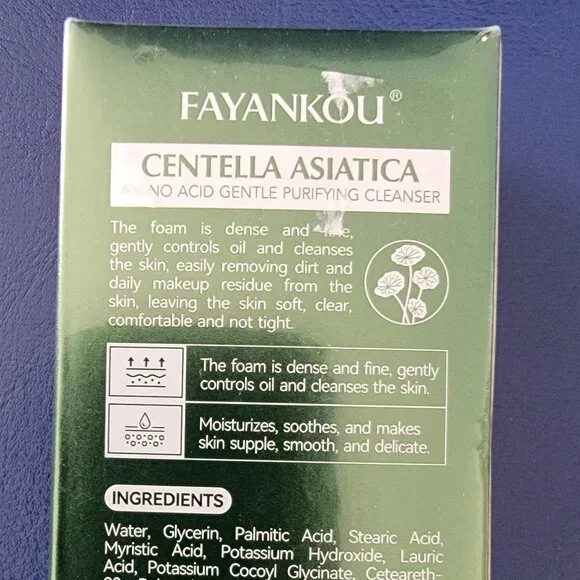 FAYANKOU®
CENTELLA ASIATICA
ACID GENTLE PURIFYING CLEANSER
The foam is dense and fine,
gently controls oil and cleanses
the skin, easily removing dirt and
daily makeup residue from the
skin, leaving the skin soft, clear,
comfortable and not tight.
The foam is dense and fine, gently
controls oil and cleanses the skin.
Moisturizes, soothes, and makes
skin supple, smooth, and delicate.
INGREDIENTS
Water, Glycerin, Palmitic Acid, Stearic Acid,
Myristic Acid, Potassium Hydroxide, Lauric
Acid, Potassium Cocoyl Glycinate, Ceteareth-